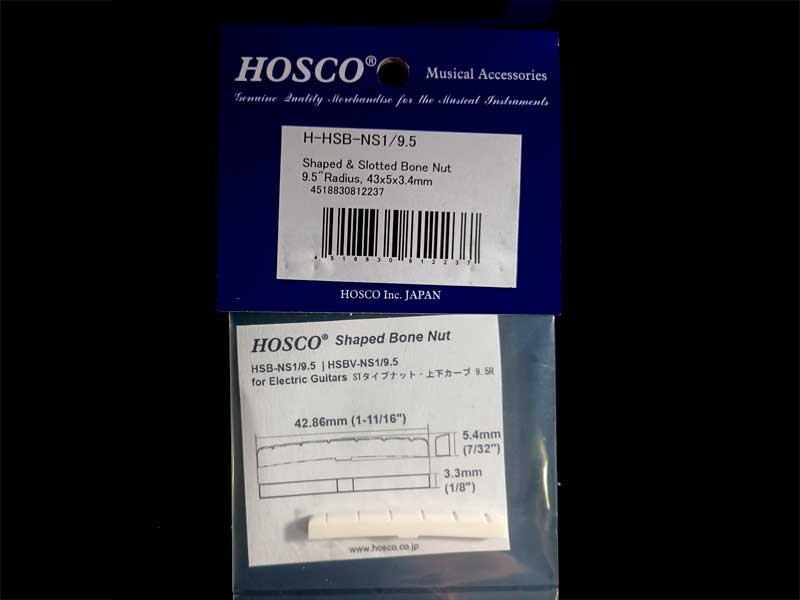 HOSCO® Musical Accessories
Genuine Quality Merchandise for the Musical Instruments
H-HSB-NS1/9.5
Shaped & Slotted Bone Nut
9.5"Radius, 43x5x3.4mm
4518830812237
4 518830 812237
HOSCO Inc. JAPAN
HOSCO® Shaped Bone Nut
HSB-NS1/9.5 | HSBV-NS1/9.5
for Electric Guitars STタイプナット・上下カーブ 9.5R
42.86mm (1-11/16")
5.4mm
(7/32")
3.3mm
(1/8")
www.hosco.co.jp